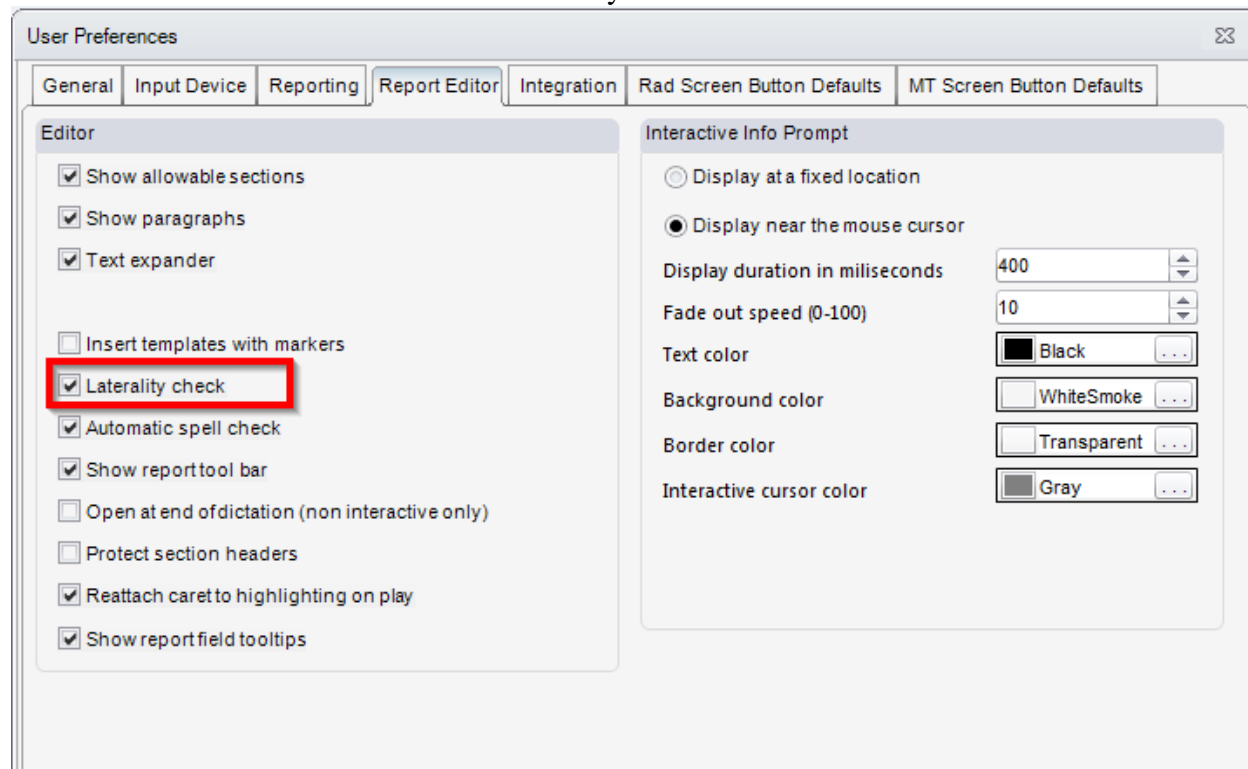 User Preferences
General Input Device Reporting Report Editor Integration Rad Screen Button Defaults MT Screen Button Defaults
Editor
Show allowable sections
Show paragraphs
Text expander
Insert templates with markers
Laterality check
Automatic spell check
Show report tool bar
Open at end of dictation (non interactive only)
Protect section headers
Reattach caret to highlighting on play
Show report field tooltips
Interactive Info Prompt
Display at a fixed location
Display near the mouse cursor
Display duration in miliseconds 400
Fade out speed (0-100) 10
Text color Black ...
Background color WhiteSmoke ...
Border color Transparent ...
Interactive cursor color Gray ...